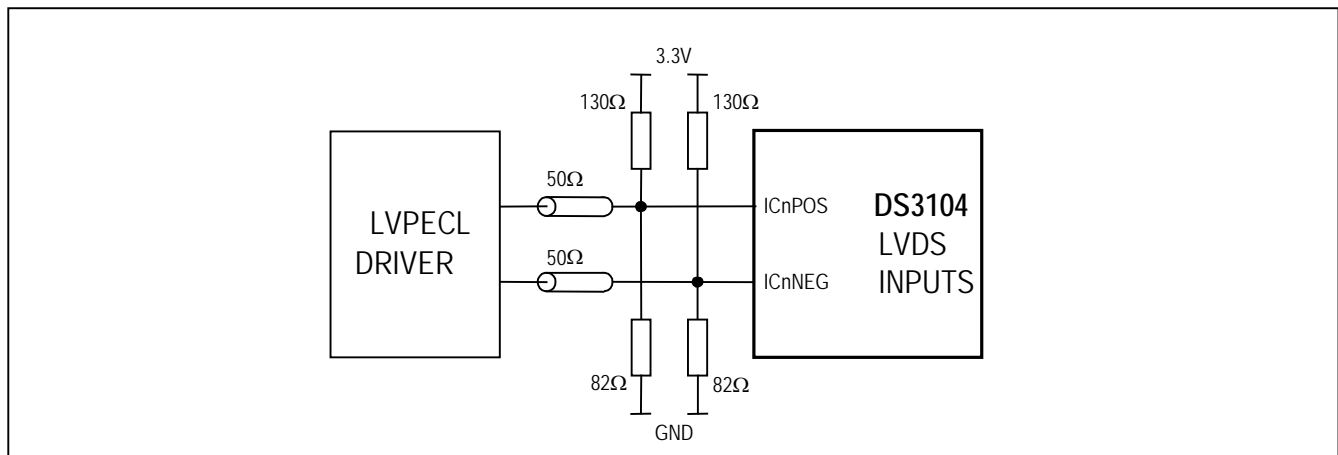 3.3V
130Ω 130Ω
50Ω
ICnPOS
LVPECL
DRIVER
DS3104
LVDS
INPUTS
50Ω
ICnNEG
82Ω 82Ω
GND